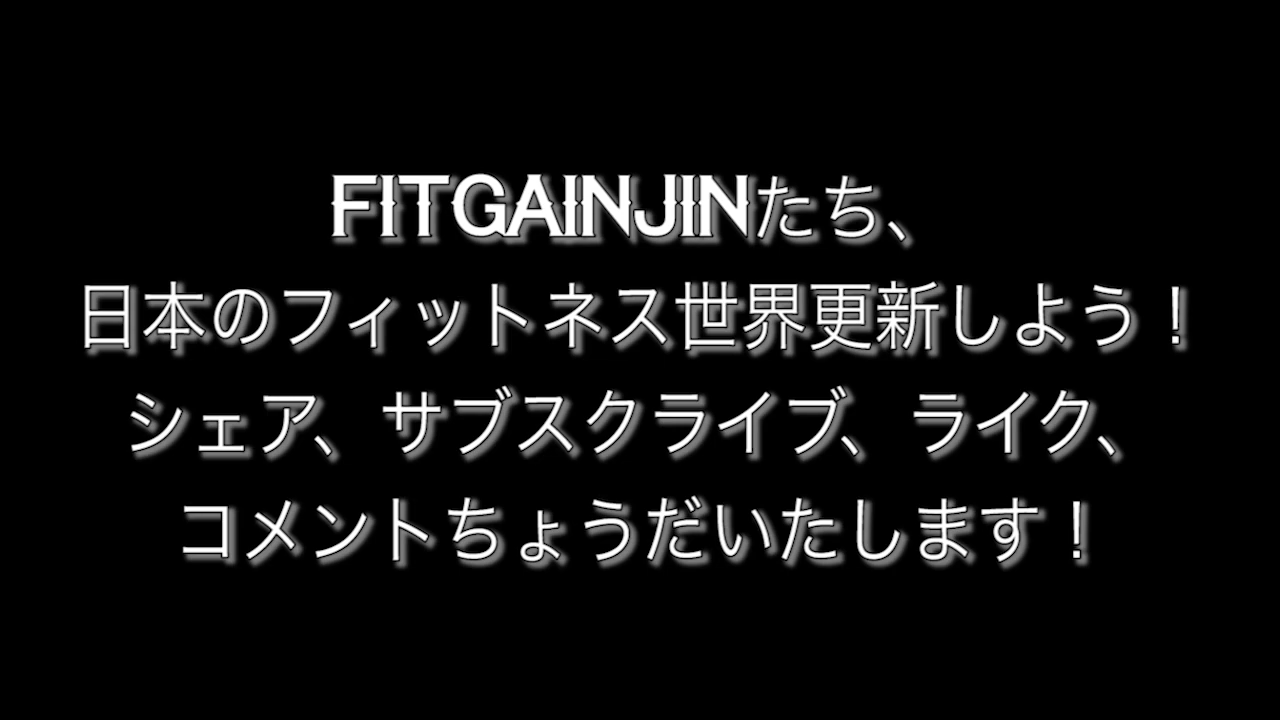 FITGAINJINたち、
日本のフィットネス世界更新しよう！
シェア、サブスクライブ、ライク、
コメントちょうだいたします！